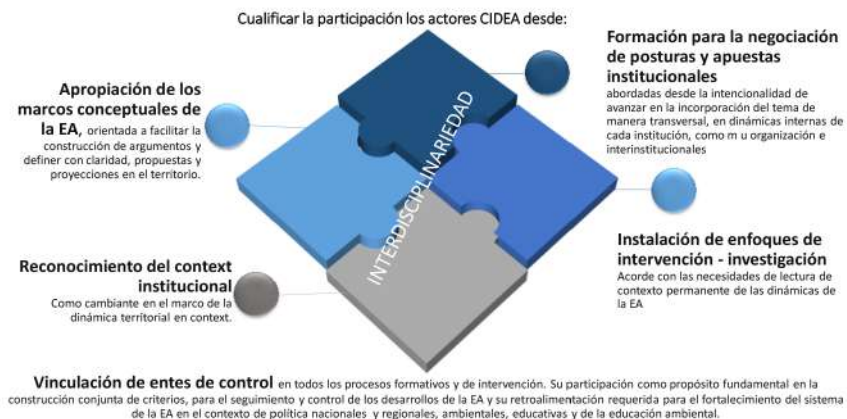 Cualificar la participación los actores CIDEA desde:
Apropiación de los
marcos conceptuales de
la EA, orientada a facilitar la
construcción de argumentos y
definer con claridad, propuestas y
proyecciones en el territorio.
Formación para la negociación
de posturas y apuestas
institucionales
abordadas desde la intencionalidad de
avanzar en la incorporación del tema de
manera transversal, en dinámicas internas de
cada institución, como m u organización e
interinstitucionales
INTERDISCIPLINARIEDAD
Reconocimiento del context
institucional
Como cambiante en el marco de la
dinámica territorial en context.
Instalación de enfoques de
intervención - investigación
Acorde con las necesidades de lectura de
contexto permanente de las dinámicas de
la EA
Vinculación de entes de control en todos los procesos formativos y de intervención. Su participación como propósito fundamental en la
construcción conjunta de criterios, para el seguimiento y control de los desarrollos de la EA y su retroalimentación requerida para el fortalecimiento del sistema
de la EA en el contexto de política nacionales y regionales, ambientales, educativas y de la educación ambiental.